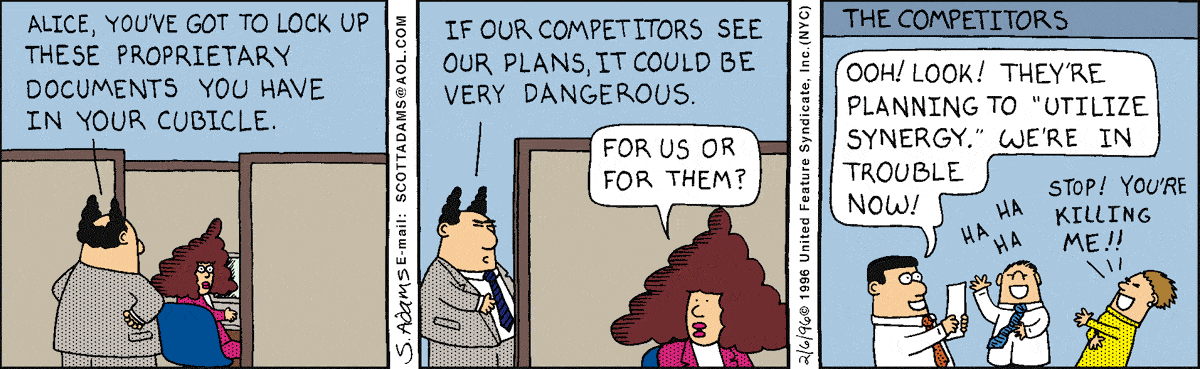 ALICE, YOU'VE GOT TO LOCK UP
THESE PROPRIETARY
DOCUMENTS YOU HAVE
IN YOUR CUBICLE.
S. Adams E-mail: SCOTTADAMS@AOL.COM
IF OUR COMPETITORS SEE
OUR PLANS, IT COULD BE
VERY DANGEROUS.
FOR US OR
FOR THEM?
2/6/96 © 1996 United Feature Syndicate, Inc. (NYC)
THE COMPETITORS
OOH! LOOK! THEY'RE
PLANNING TO "UTILIZE
SYNERGY." WE'RE IN
TROUBLE
NOW!
HA
HA
HA
STOP! YOU'RE
KILLING
ME!!